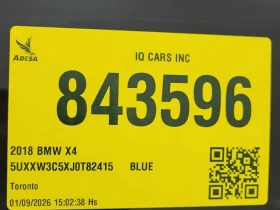 ADESA
IQ CARS INC
843596
2018 BMW X4
5UXXW3C5XJ0T82415 BLUE
Toronto
01/09/2026 15:02:38 Hs